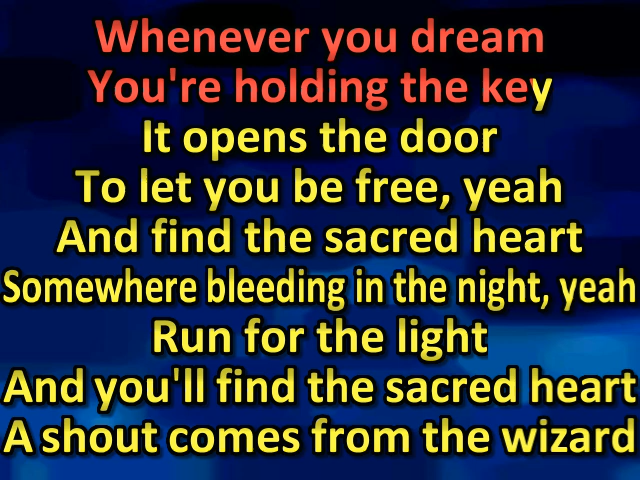 Whenever you dream
You're holding the key
It opens the door
To let you be free, yeah
And find the sacred heart
Somewhere bleeding in the night, yeah
Run for the light
And you'll find the sacred heart
A shout comes from the wizard